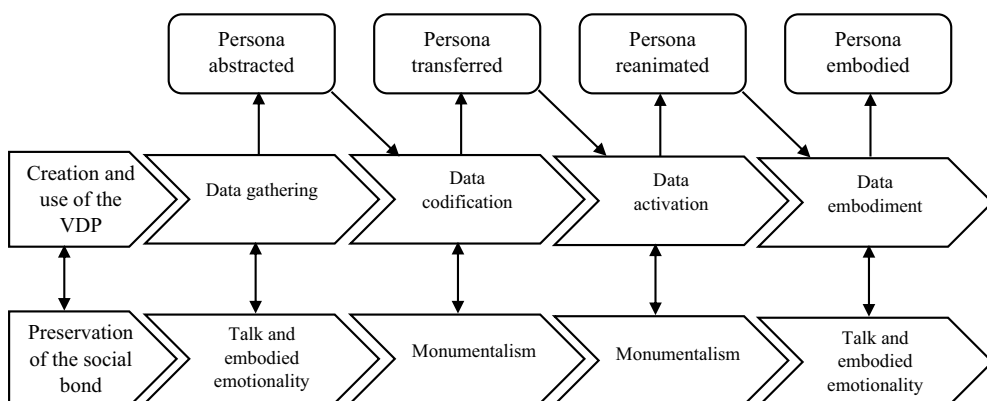 Persona
abstracted
Persona
transferred
Persona
reanimated
Persona
embodied
Creation and
use of the
VDP
Data gathering
Data
codification
Data
activation
Data
embodiment
Preservation
of the social
bond
Talk and
embodied
emotionality
Monumentalism
Monumentalism
Talk and
embodied
emotionality